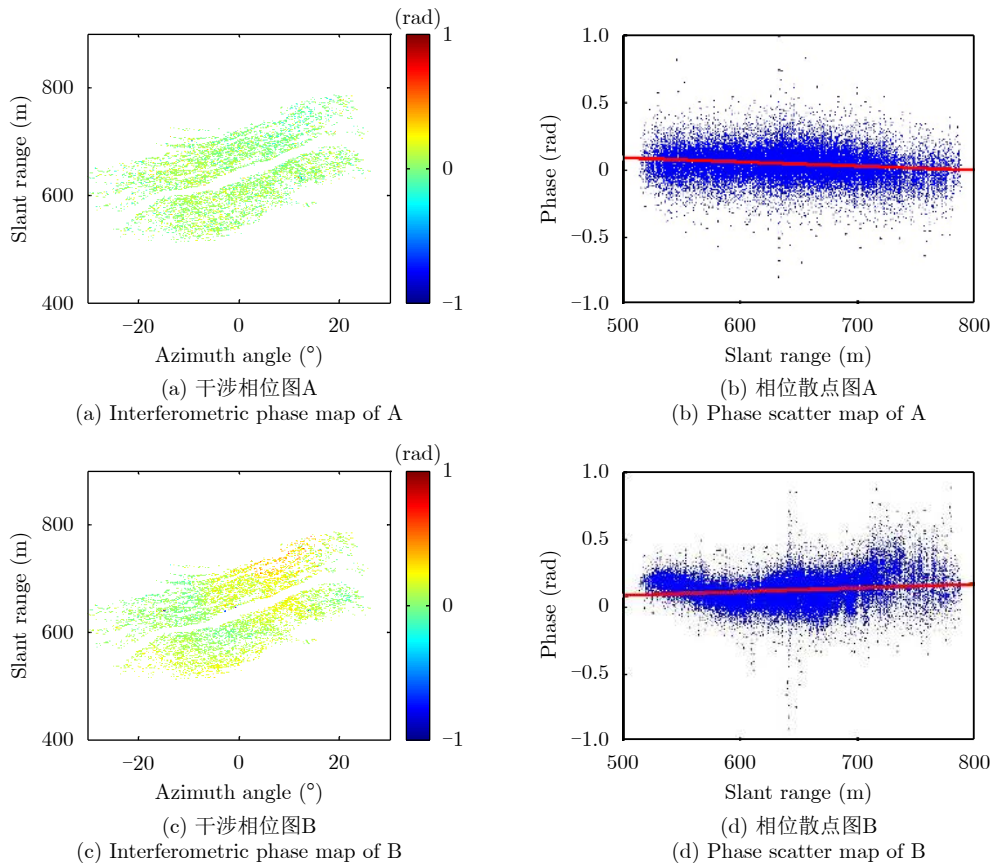 (rad)
1
0
−1
800
600
400
Slant range (m)
−20
0
20
Azimuth angle (°)
(a) 干涉相位图A
(a) Interferometric phase map of A
1.0
0.5
0
−0.5
−1.0
Phase (rad)
500
600
700
800
Slant range (m)
(b) 相位散点图A
(b) Phase scatter map of A
(rad)
1
0
−1
800
600
400
Slant range (m)
−20
0
20
Azimuth angle (°)
(c) 干涉相位图B
(c) Interferometric phase map of B
1.0
0.5
0
−0.5
−1.0
Phase (rad)
500
600
700
800
Slant range (m)
(d) 相位散点图B
(d) Phase scatter map of B